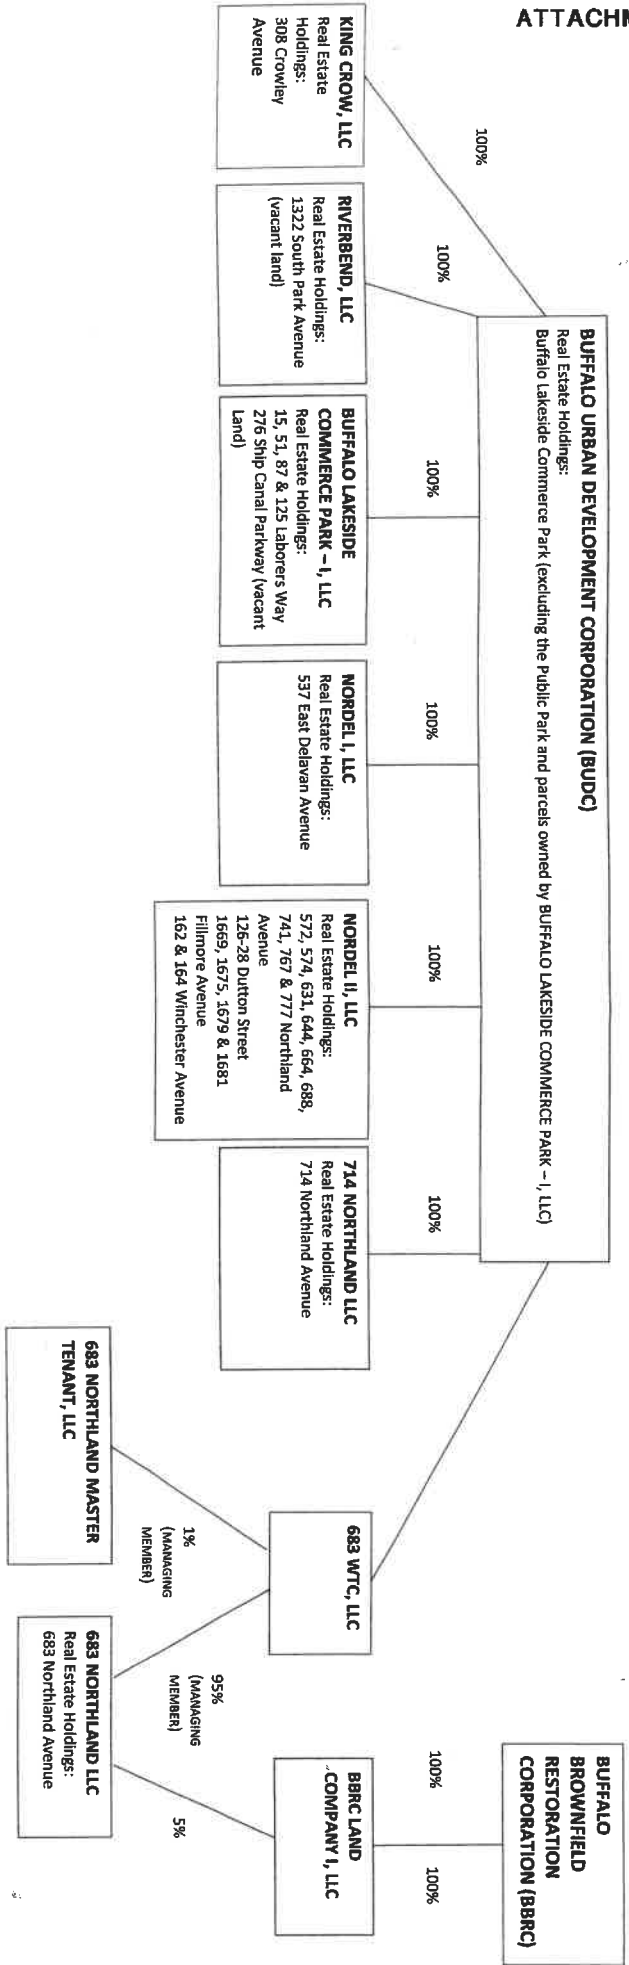 ATTACHM
BUFFALO URBAN DEVELOPMENT CORPORATION (BUDC)
Real Estate Holdings:
Buffalo Lakeside Commerce Park (excluding the Public Park and parcels owned by BUFFALO LAKESIDE COMMERCE PARK – I, LLC)
BUFFALO
BROWNFIELD
RESTORATION
CORPORATION (BBRC)
100%
100%
100%
100%
100%
100%
100%
100%
KING CROW, LLC
Real Estate
Holdings:
308 Crowley
Avenue
RIVERBEND, LLC
Real Estate Holdings:
1322 South Park Avenue
(vacant land)
BUFFALO LAKESIDE
COMMERCE PARK – I, LLC
Real Estate Holdings:
15, 51, 87 & 125 Laborers Way
276 Ship Canal Parkway (vacant
Land)
NORDEL I, LLC
Real Estate Holdings:
537 East Delavan Avenue
NORDEL II, LLC
Real Estate Holdings:
572, 574, 631, 644, 664, 688,
741, 767 & 777 Northland
Avenue
126-28 Dutton Street
1669, 1675, 1679 & 1681
Fillmore Avenue
162 & 164 Winchester Avenue
714 NORTHLAND LLC
Real Estate Holdings:
714 Northland Avenue
683 WTC, LLC
BBRC LAND
COMPANY I, LLC
1%
(MANAGING
MEMBER)
95%
(MANAGING
MEMBER)
5%
683 NORTHLAND MASTER
TENANT, LLC
683 NORTHLAND LLC
Real Estate Holdings:
683 Northland Avenue